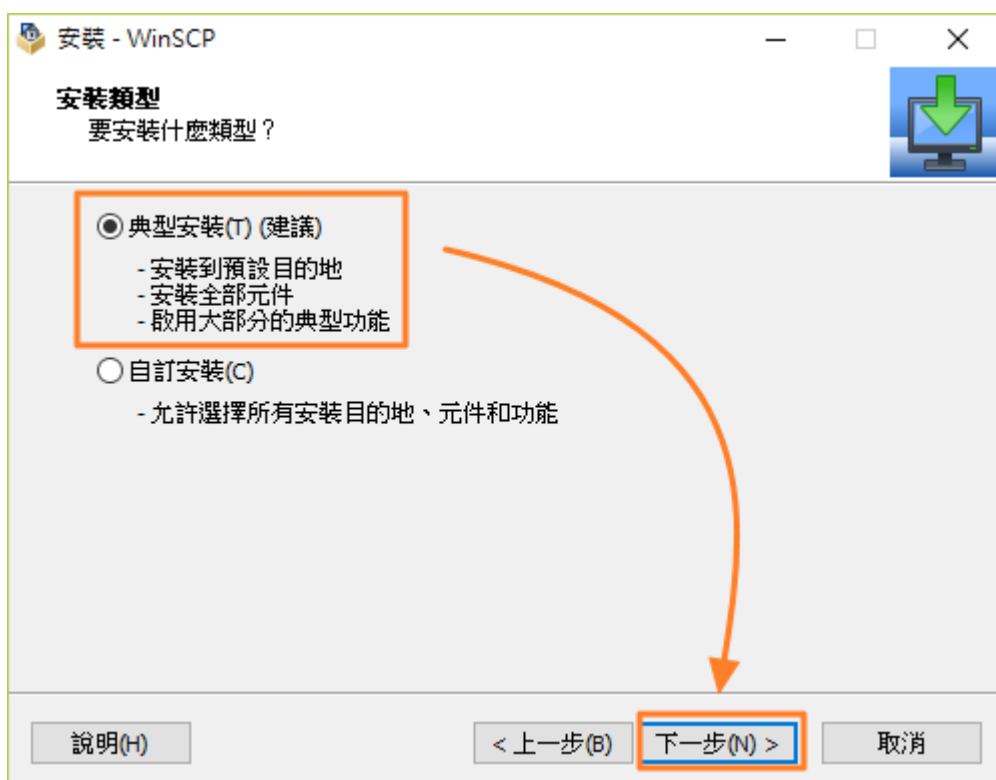 安裝 - WinSCP
安裝類型
要安裝什麼類型？
典型安裝(T) (建議)
- 安裝到預設目的地
- 安裝全部元件
- 啟用大部分的典型功能
自訂安裝(C)
- 允許選擇所有安裝目的地、元件和功能
說明(H)
< 上一步(B)
下一步(N) >
取消